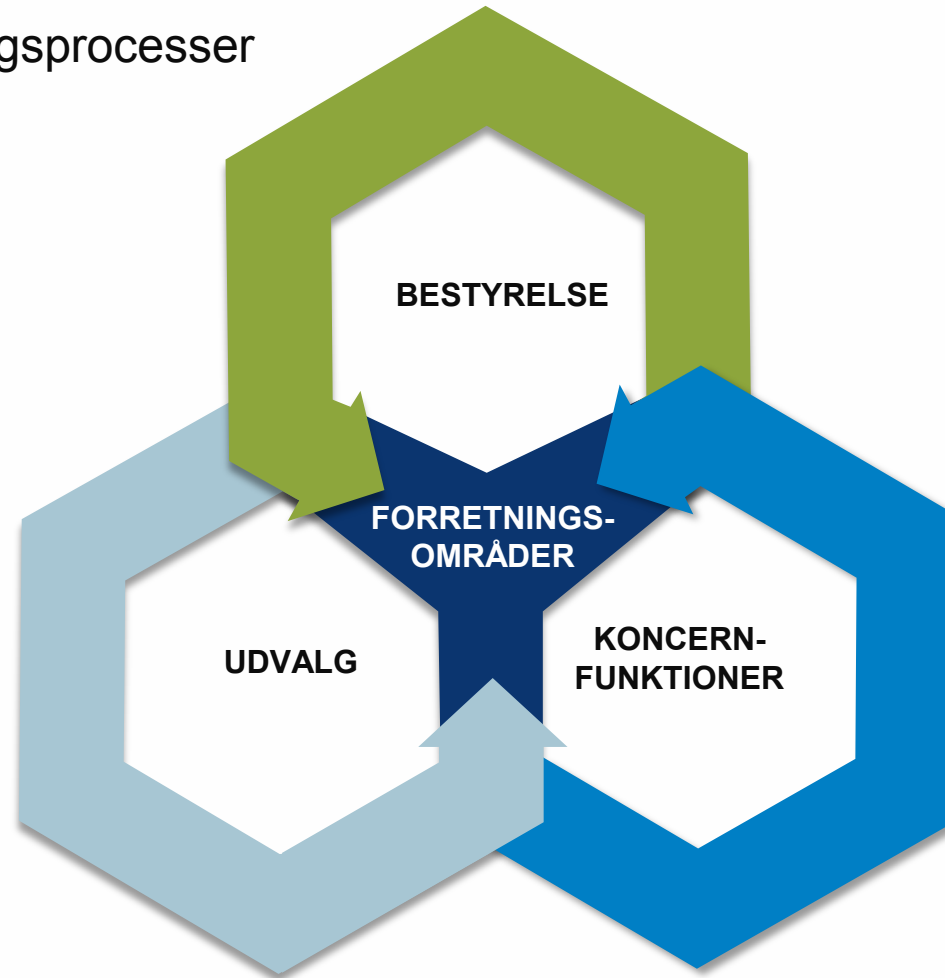 gsprocesser
BESTYRELSE
FORRETNINGS-
OMRÅDER
UDVALG
KONCERN-
FUNKTIONER